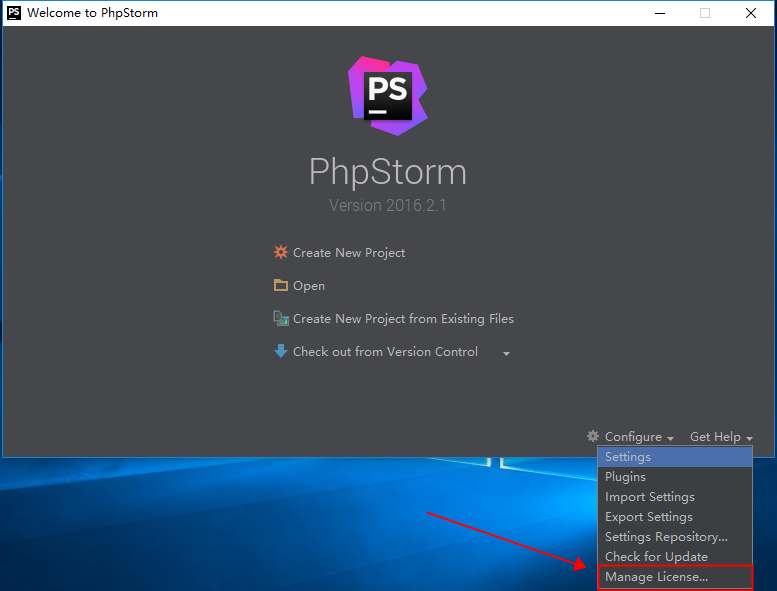 PS Welcome to PhpStorm
PS
PhpStorm
Version 2016.2.1
Create New Project
Open
Create New Project from Existing Files
Check out from Version Control
Configure Get Help
Settings
Plugins
Import Settings
Export Settings
Settings Repository...
Check for Update
Manage License...